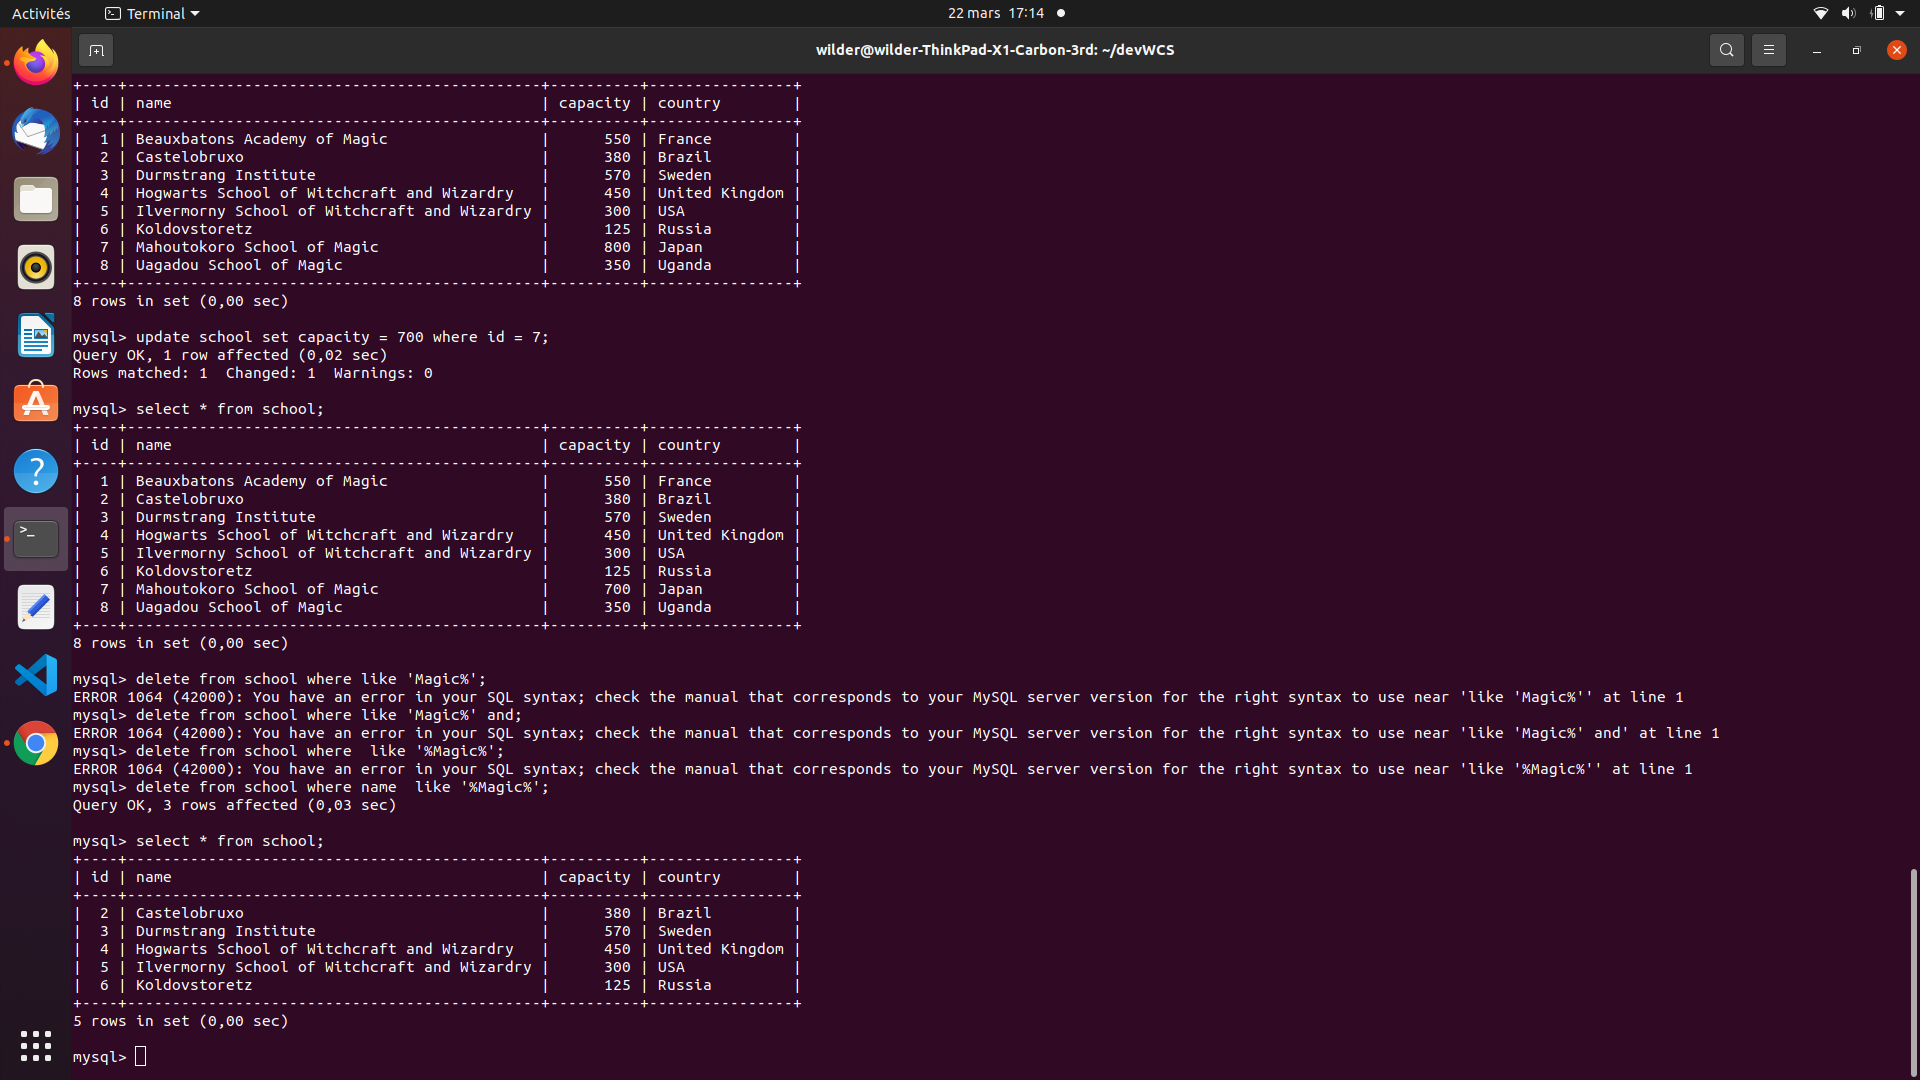 Activités Terminal 22 mars 17:14
wilder@wilder-ThinkPad-X1-Carbon-3rd: ~/devWCS
+----+----------------------------------------------+----------+----------------+
| id | name                                         | capacity | country        |
+----+----------------------------------------------+----------+----------------+
|  1 | Beauxbatons Academy of Magic                 |      550 | France         |
|  2 | Castelobruxo                                 |      380 | Brazil         |
|  3 | Durmstrang Institute                         |      570 | Sweden         |
|  4 | Hogwarts School of Witchcraft and Wizardry   |      450 | United Kingdom |
|  5 | Ilvermorny School of Witchcraft and Wizardry |      300 | USA            |
|  6 | Koldovstoretz                                |      125 | Russia         |
|  7 | Mahoutokoro School of Magic                  |      800 | Japan          |
|  8 | Uagadou School of Magic                      |      350 | Uganda         |
+----+----------------------------------------------+----------+----------------+
8 rows in set (0,00 sec)

mysql> update school set capacity = 700 where id = 7;
Query OK, 1 row affected (0,02 sec)
Rows matched: 1  Changed: 1  Warnings: 0

mysql> select * from school;
+----+----------------------------------------------+----------+----------------+
| id | name                                         | capacity | country        |
+----+----------------------------------------------+----------+----------------+
|  1 | Beauxbatons Academy of Magic                 |      550 | France         |
|  2 | Castelobruxo                                 |      380 | Brazil         |
|  3 | Durmstrang Institute                         |      570 | Sweden         |
|  4 | Hogwarts School of Witchcraft and Wizardry   |      450 | United Kingdom |
|  5 | Ilvermorny School of Witchcraft and Wizardry |      300 | USA            |
|  6 | Koldovstoretz                                |      125 | Russia         |
|  7 | Mahoutokoro School of Magic                  |      700 | Japan          |
|  8 | Uagadou School of Magic                      |      350 | Uganda         |
+----+----------------------------------------------+----------+----------------+
8 rows in set (0,00 sec)

mysql> delete from school where like 'Magic%';
ERROR 1064 (42000): You have an error in your SQL syntax; check the manual that corresponds to your MySQL server version for the right syntax to use near 'like 'Magic%'' at line 1
mysql> delete from school where like 'Magic%' and;
ERROR 1064 (42000): You have an error in your SQL syntax; check the manual that corresponds to your MySQL server version for the right syntax to use near 'like 'Magic%' and' at line 1
mysql> delete from school where  like '%Magic%';
ERROR 1064 (42000): You have an error in your SQL syntax; check the manual that corresponds to your MySQL server version for the right syntax to use near 'like '%Magic%'' at line 1
mysql> delete from school where name  like '%Magic%';
Query OK, 3 rows affected (0,03 sec)

mysql> select * from school;
+----+----------------------------------------------+----------+----------------+
| id | name                                         | capacity | country        |
+----+----------------------------------------------+----------+----------------+
|  2 | Castelobruxo                                 |      380 | Brazil         |
|  3 | Durmstrang Institute                         |      570 | Sweden         |
|  4 | Hogwarts School of Witchcraft and Wizardry   |      450 | United Kingdom |
|  5 | Ilvermorny School of Witchcraft and Wizardry |      300 | USA            |
|  6 | Koldovstoretz                                |      125 | Russia         |
+----+----------------------------------------------+----------+----------------+
5 rows in set (0,00 sec)

mysql>